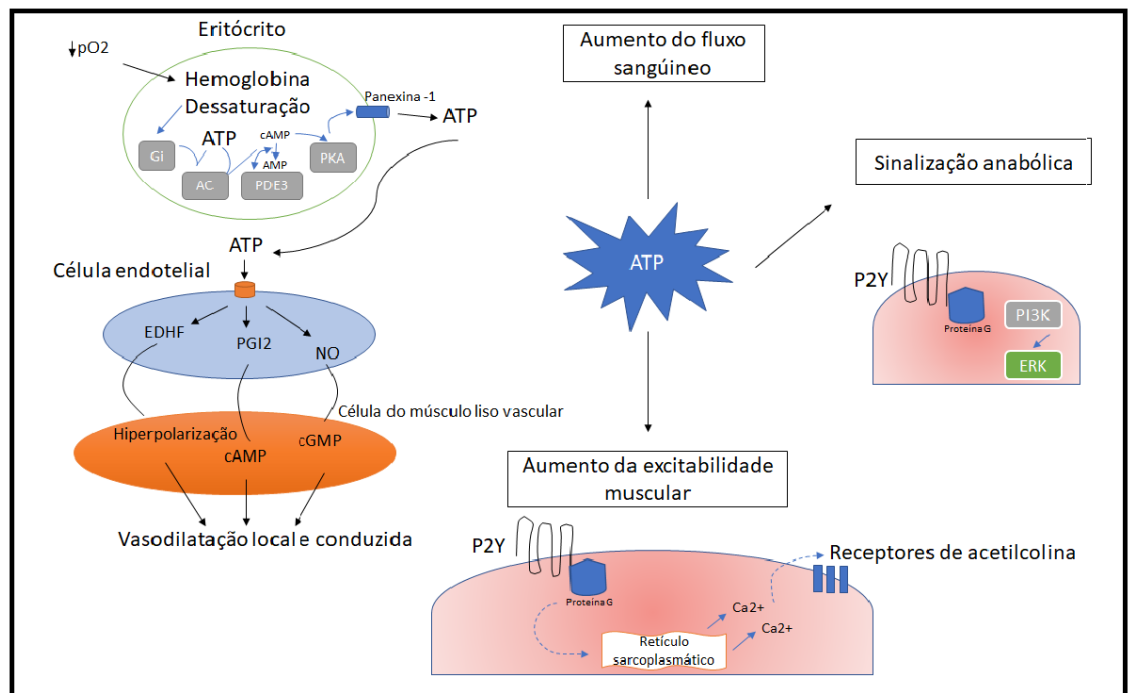 Eritócrito
pO2
Hemoglobina
Dessaturação
Panexina -1
ATP
ATP
cAMP
AMP
Gi
AC
PDE3
PKA
ATP
Célula endotelial
EDHF
PGI2
NO
Célula do músculo liso vascular
Hiperpolarização
cAMP
cGMP
Vasodilatação local e conduzida
Aumento do fluxo
sangúineo
Sinalização anabólica
ATP
P2Y
Proteina G
PI3K
ERK
Aumento da excitabilidade
muscular
P2Y
Proteina G
Receptores de acetilcolina
Ca2+
Ca2+
Retículo
sarcoplasmático